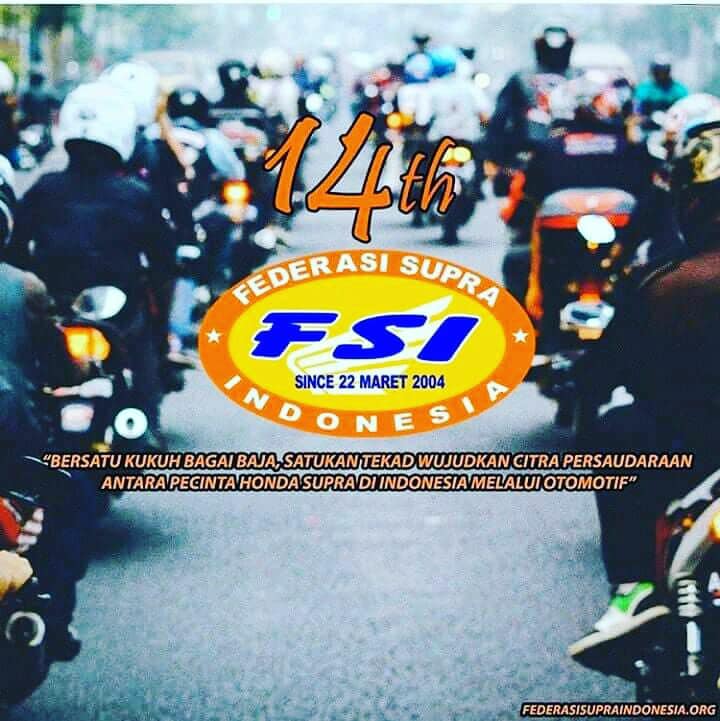 14th
FEDERASI SUPRA
FSI
SINCE 22 MARET 2004
INDONESIA
"BERSATU KUKUH BAGAI BAJA, SATUKAN TEKAD WUJUDKAN CITRA PERSAUDARAAN
ANTARA PECINTA HONDA SUPRA DI INDONESIA MELALUI OTOMOTIF"
FEDERASISUPRAINDONESIA.ORG